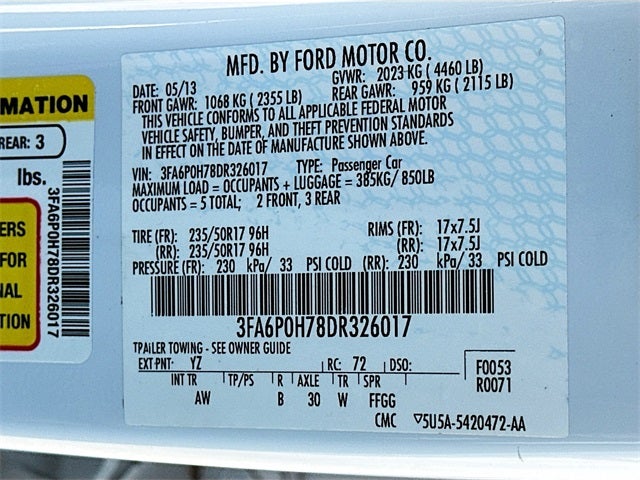 RMATION
REAR: 3
lbs.
3FA6P0H78DR326017
ERS
FOR
NAL
TION
MFD. BY FORD MOTOR CO.
DATE: 05/13 GVWR: 2023 KG ( 4460 LB)
FRONT GAWR: 1068 KG ( 2355 LB) REAR GAWR: 959 KG ( 2115 LB)
THIS VEHICLE CONFORMS TO ALL APPLICABLE FEDERAL MOTOR
VEHICLE SAFETY, BUMPER, AND THEFT PREVENTION STANDARDS
IN EFFECT ON THE DATE OF MANUFACTURE SHOWN ABOVE.
VIN: 3FA6P0H78DR326017 TYPE: Passenger Car
MAXIMUM LOAD = OCCUPANTS + LUGGAGE = 385KG/ 850LB
OCCUPANTS = 5 TOTAL; 2 FRONT, 3 REAR
TIRE (FR): 235/50R17 96H RIMS (FR): 17x7.5J
(RR): 235/50R17 96H (RR): 17x7.5J
PRESSURE (FR): 230 kPa/ 33 PSI COLD (RR): 230 kPa/ 33 PSI COLD
3FA6P0H78DR326017
TRAILER TOWING - SEE OWNER GUIDE
EXT PNT: YZ RC: 72 DSO: F0053
INT TR TP/PS R AXLE TR SPR R0071
AW B 30 W FFGG
CMC ▽5U5A-5420472-AA